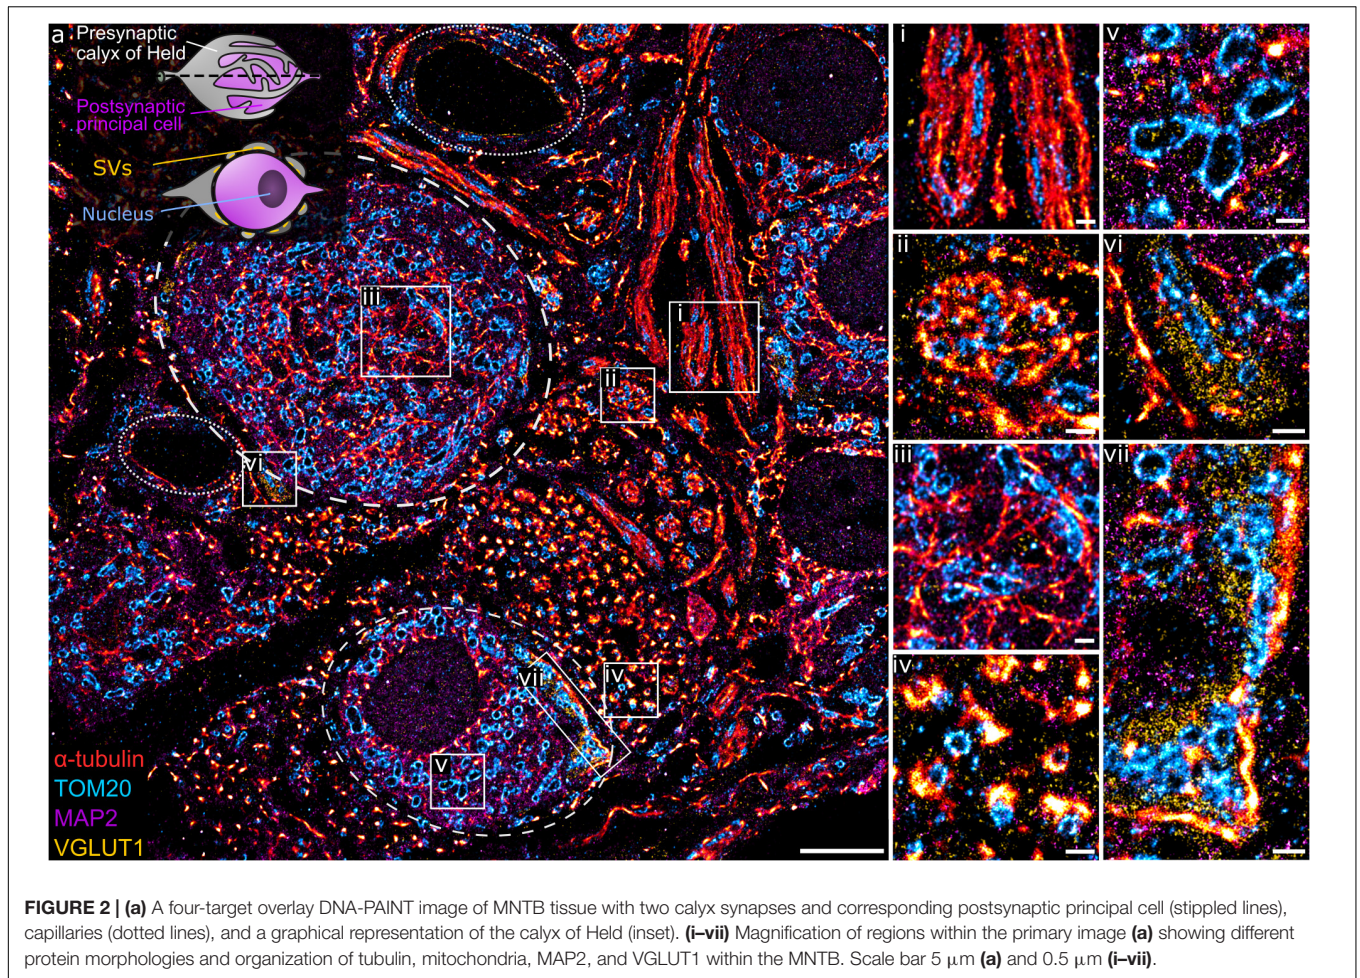 a
Presynaptic
calyx of Held
Postsynaptic
principal cell
SVs
Nucleus
iii
i
ii
vi
vii
iv
v
α-tubulin
TOM20
MAP2
VGLUT1
i
v
ii
vi
iii
vii
iv
FIGURE 2 | (a) A four-target overlay DNA-PAINT image of MNTB tissue with two calyx synapses and corresponding postsynaptic principal cell (stippled lines),
capillaries (dotted lines), and a graphical representation of the calyx of Held (inset). (i–vii) Magnification of regions within the primary image (a) showing different
protein morphologies and organization of tubulin, mitochondria, MAP2, and VGLUT1 within the MNTB. Scale bar 5 μm (a) and 0.5 μm (i–vii).